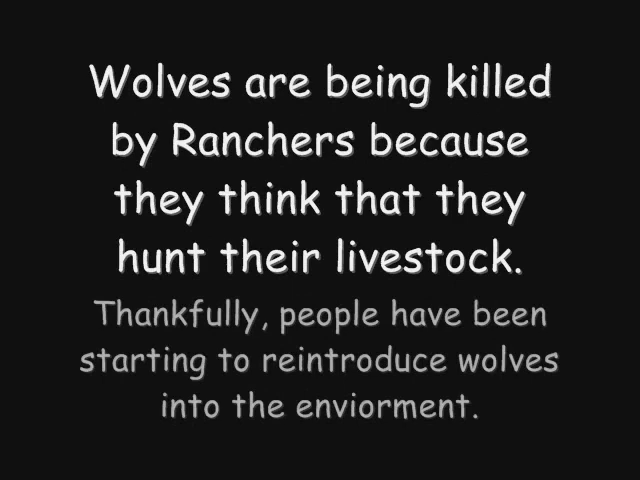 Wolves are being killed
by Ranchers because
they think that they
hunt their livestock.
Thankfully, people have been
starting to reintroduce wolves
into the enviorment.